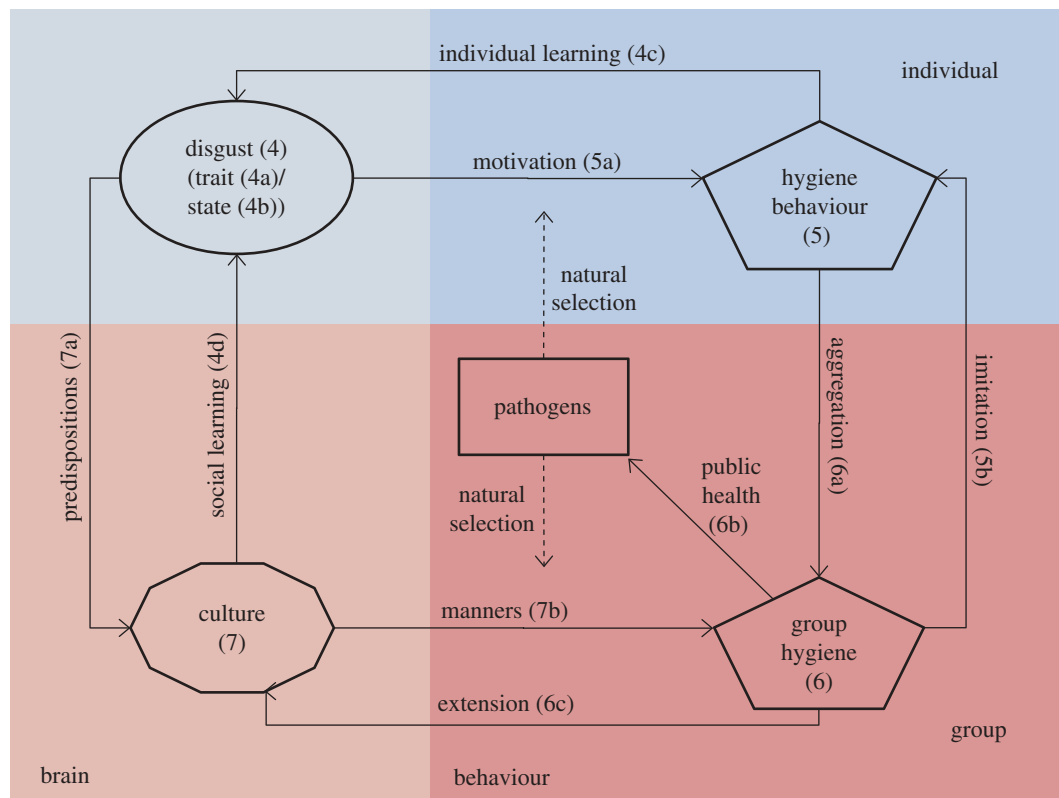 individual learning (4c)
individual
disgust (4)
(trait (4a)/
state (4b))
motivation (5a)
hygiene
behaviour
(5)
natural
selection
predispositions (7a)
social learning (4d)
pathogens
aggregation (6a)
imitation (5b)
public
health
(6b)
natural
selection
culture
(7)
manners (7b)
group
hygiene
(6)
extension (6c)
group
brain
behaviour